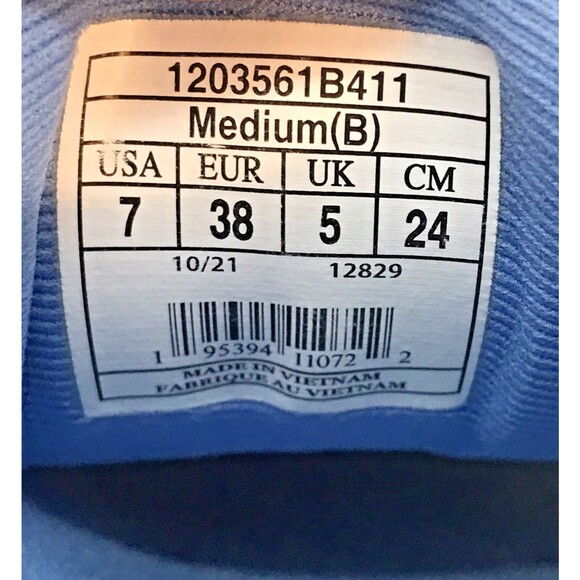 1203561B411
Medium(B)
USA EUR UK CM
7 38 5 24
10/21 12829
1 95394 11072 2
MADE IN VIETNAM
FABRIQUE AU VIETNAM